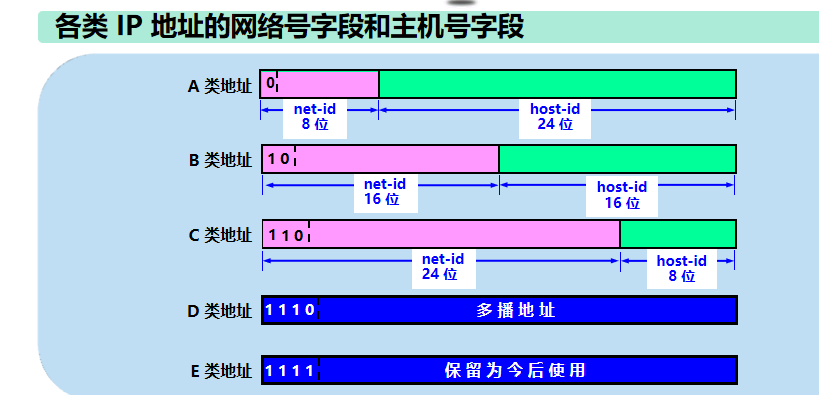 各类 IP 地址的网络号字段和主机号字段
A 类地址
0
net-id
8 位
host-id
24 位
B 类地址
1 0
net-id
16 位
host-id
16 位
C 类地址
1 1 0
net-id
24 位
host-id
8 位
D 类地址
1 1 1 0
多播地址
E 类地址
1 1 1 1
保留为今后使用